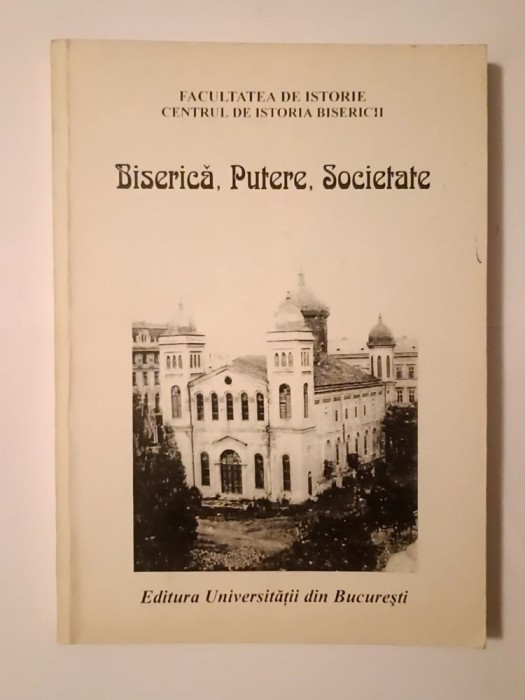 FACULTATEA DE ISTORIE
CENTRUL DE ISTORIA BISERICII
Biserică, Putere, Societate
Editura Universității din București